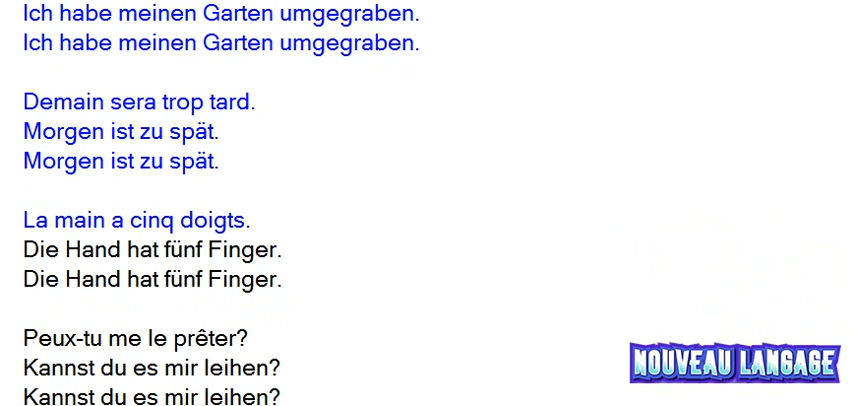 Ich habe meinen Garten umgegraben.
Ich habe meinen Garten umgegraben.
Demain sera trop tard.
Morgen ist zu spät.
Morgen ist zu spät.
La main a cinq doigts.
Die Hand hat fünf Finger.
Die Hand hat fünf Finger.
Peux-tu me le prêter?
Kannst du es mir leihen?
Kannst du es mir leihen?
NOUVEAU LANGAGE